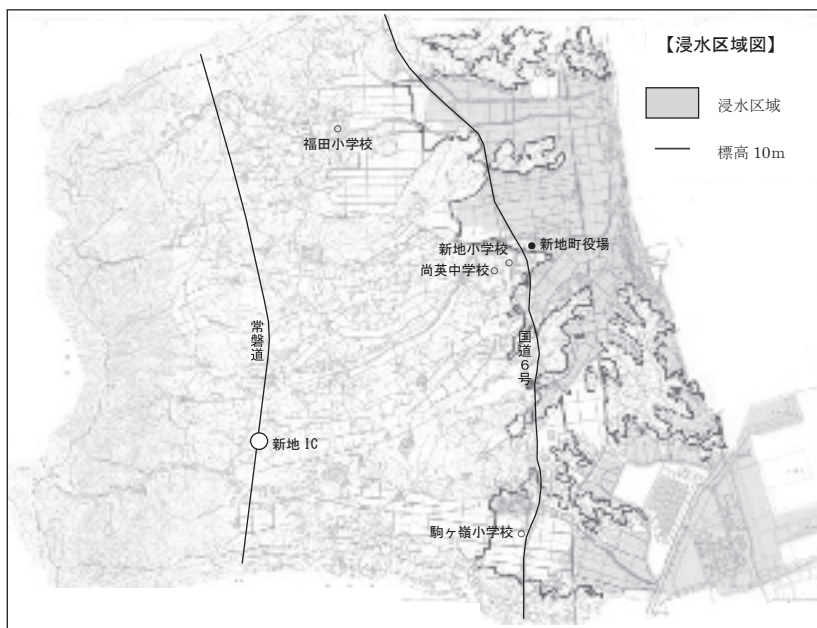 【浸水区域図】
浸水区域
標高 10m
福田小学校
新地小学校
新地町役場
尚英中学校
常磐道
国道6号
新地 IC
駒ヶ嶺小学校